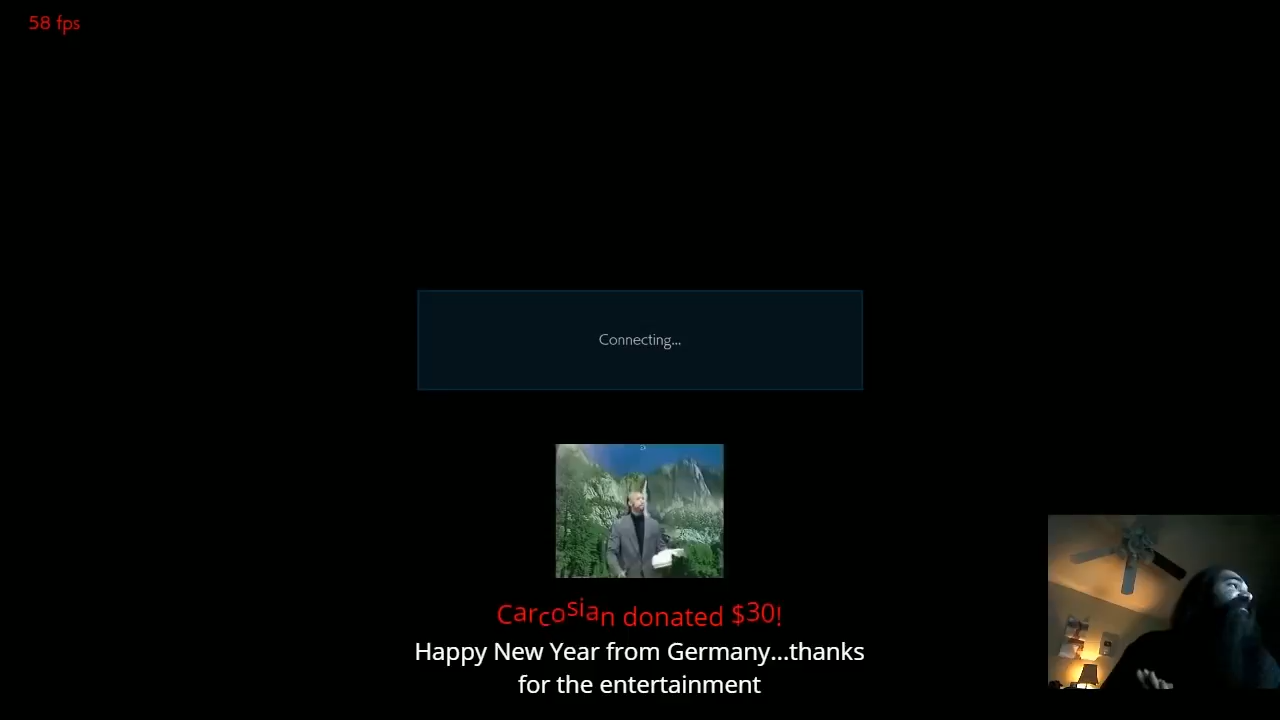 58 fps
Connecting...
Carcosian donated $30!
Happy New Year from Germany...thanks
for the entertainment